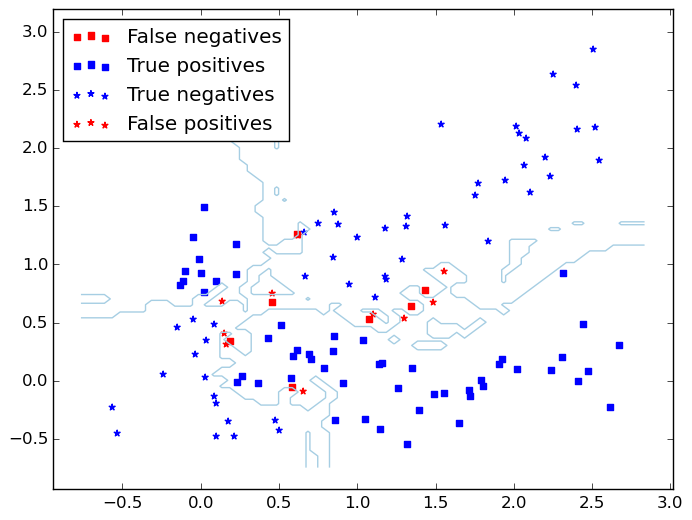 3.0
2.5
2.0
1.5
1.0
0.5
0.0
−0.5
False negatives
True positives
True negatives
False positives
−0.5 0.0 0.5 1.0 1.5 2.0 2.5 3.0